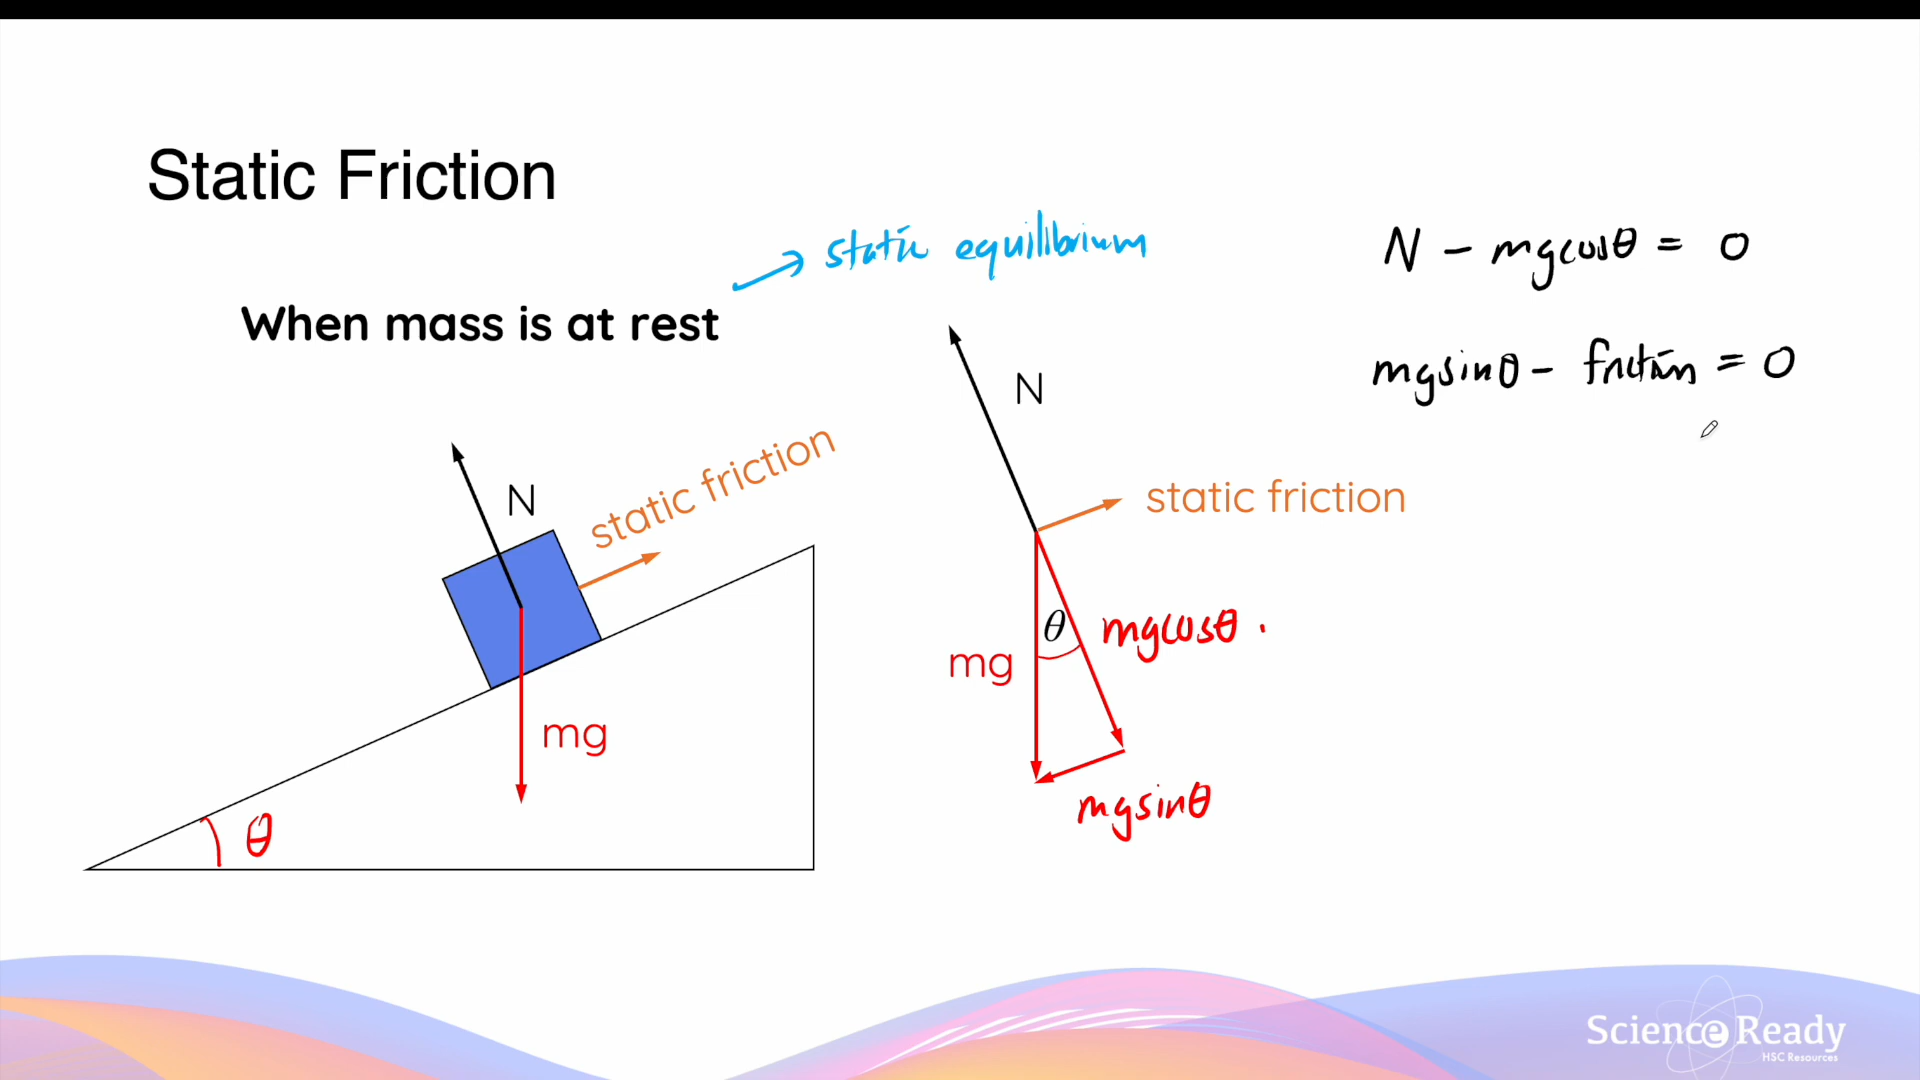 Static Friction
static equilibrium
When mass is at rest
N − mgcosθ = 0
mgsinθ − friction = 0
N
static friction
mg
θ
N
static friction
θ
mg
mgcosθ .
mgsinθ
Science Ready
HSC Resources